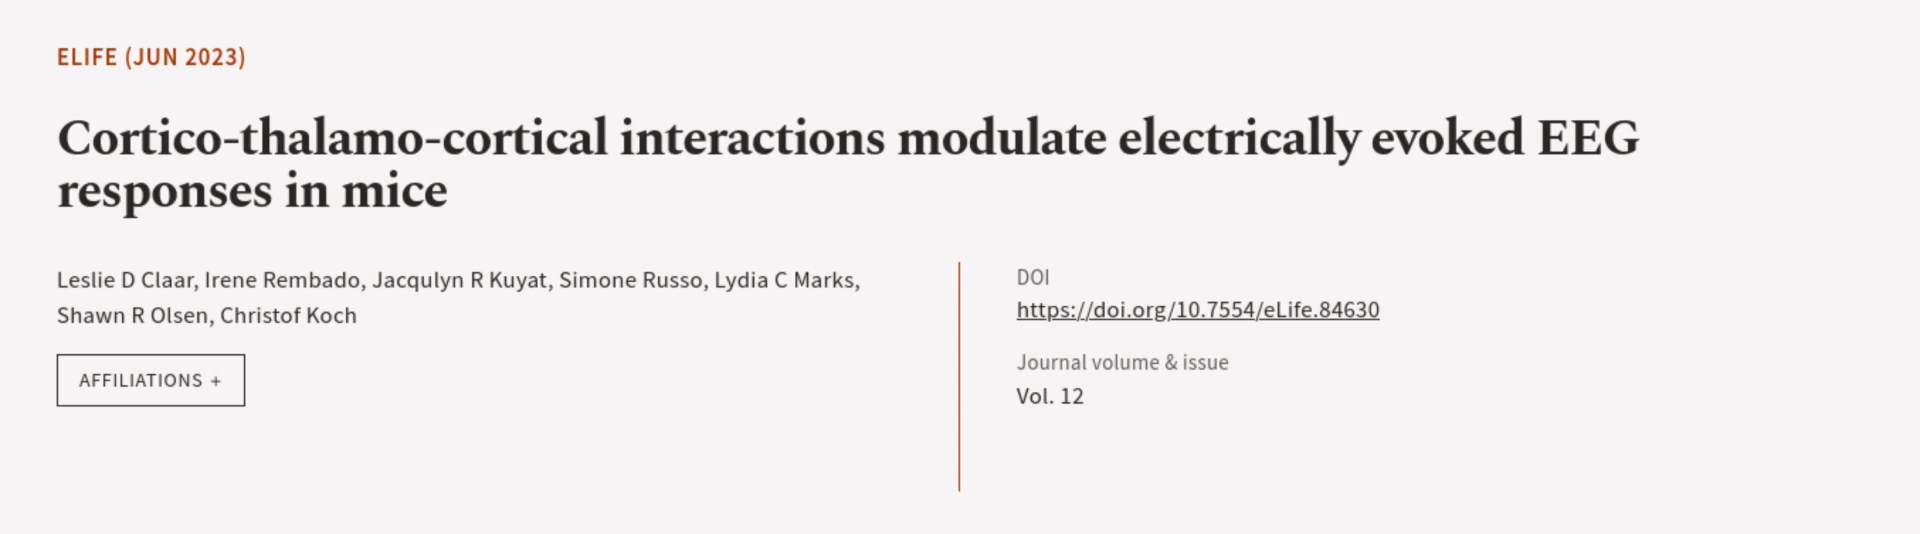 ELIFE (JUN 2023)
Cortico-thalamo-cortical interactions modulate electrically evoked EEG
responses in mice
Leslie D Claar, Irene Rembado, Jacqulyn R Kuyat, Simone Russo, Lydia C Marks,
Shawn R Olsen, Christof Koch
AFFILIATIONS +
DOI
https://doi.org/10.7554/eLife.84630
Journal volume & issue
Vol. 12